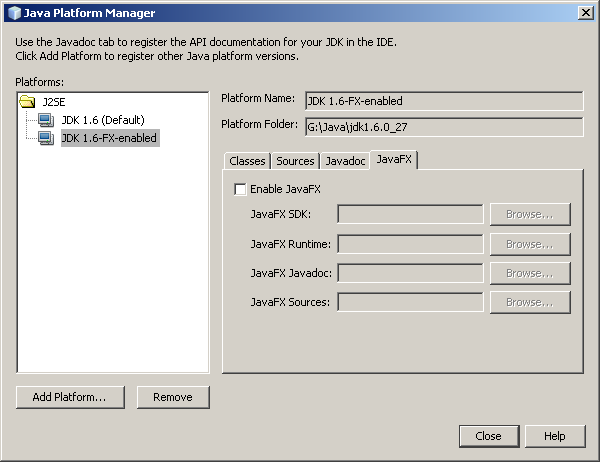 Java Platform Manager
Use the Javadoc tab to register the API documentation for your JDK in the IDE.
Click Add Platform to register other Java platform versions.
Platforms:
J2SE
JDK 1.6 (Default)
JDK 1.6-FX-enabled
Platform Name: JDK 1.6-FX-enabled
Platform Folder: G:\Java\jdk1.6.0_27
Classes Sources Javadoc JavaFX
Enable JavaFX
JavaFX SDK: Browse...
JavaFX Runtime: Browse...
JavaFX Javadoc: Browse...
JavaFX Sources: Browse...
Add Platform... Remove
Close Help